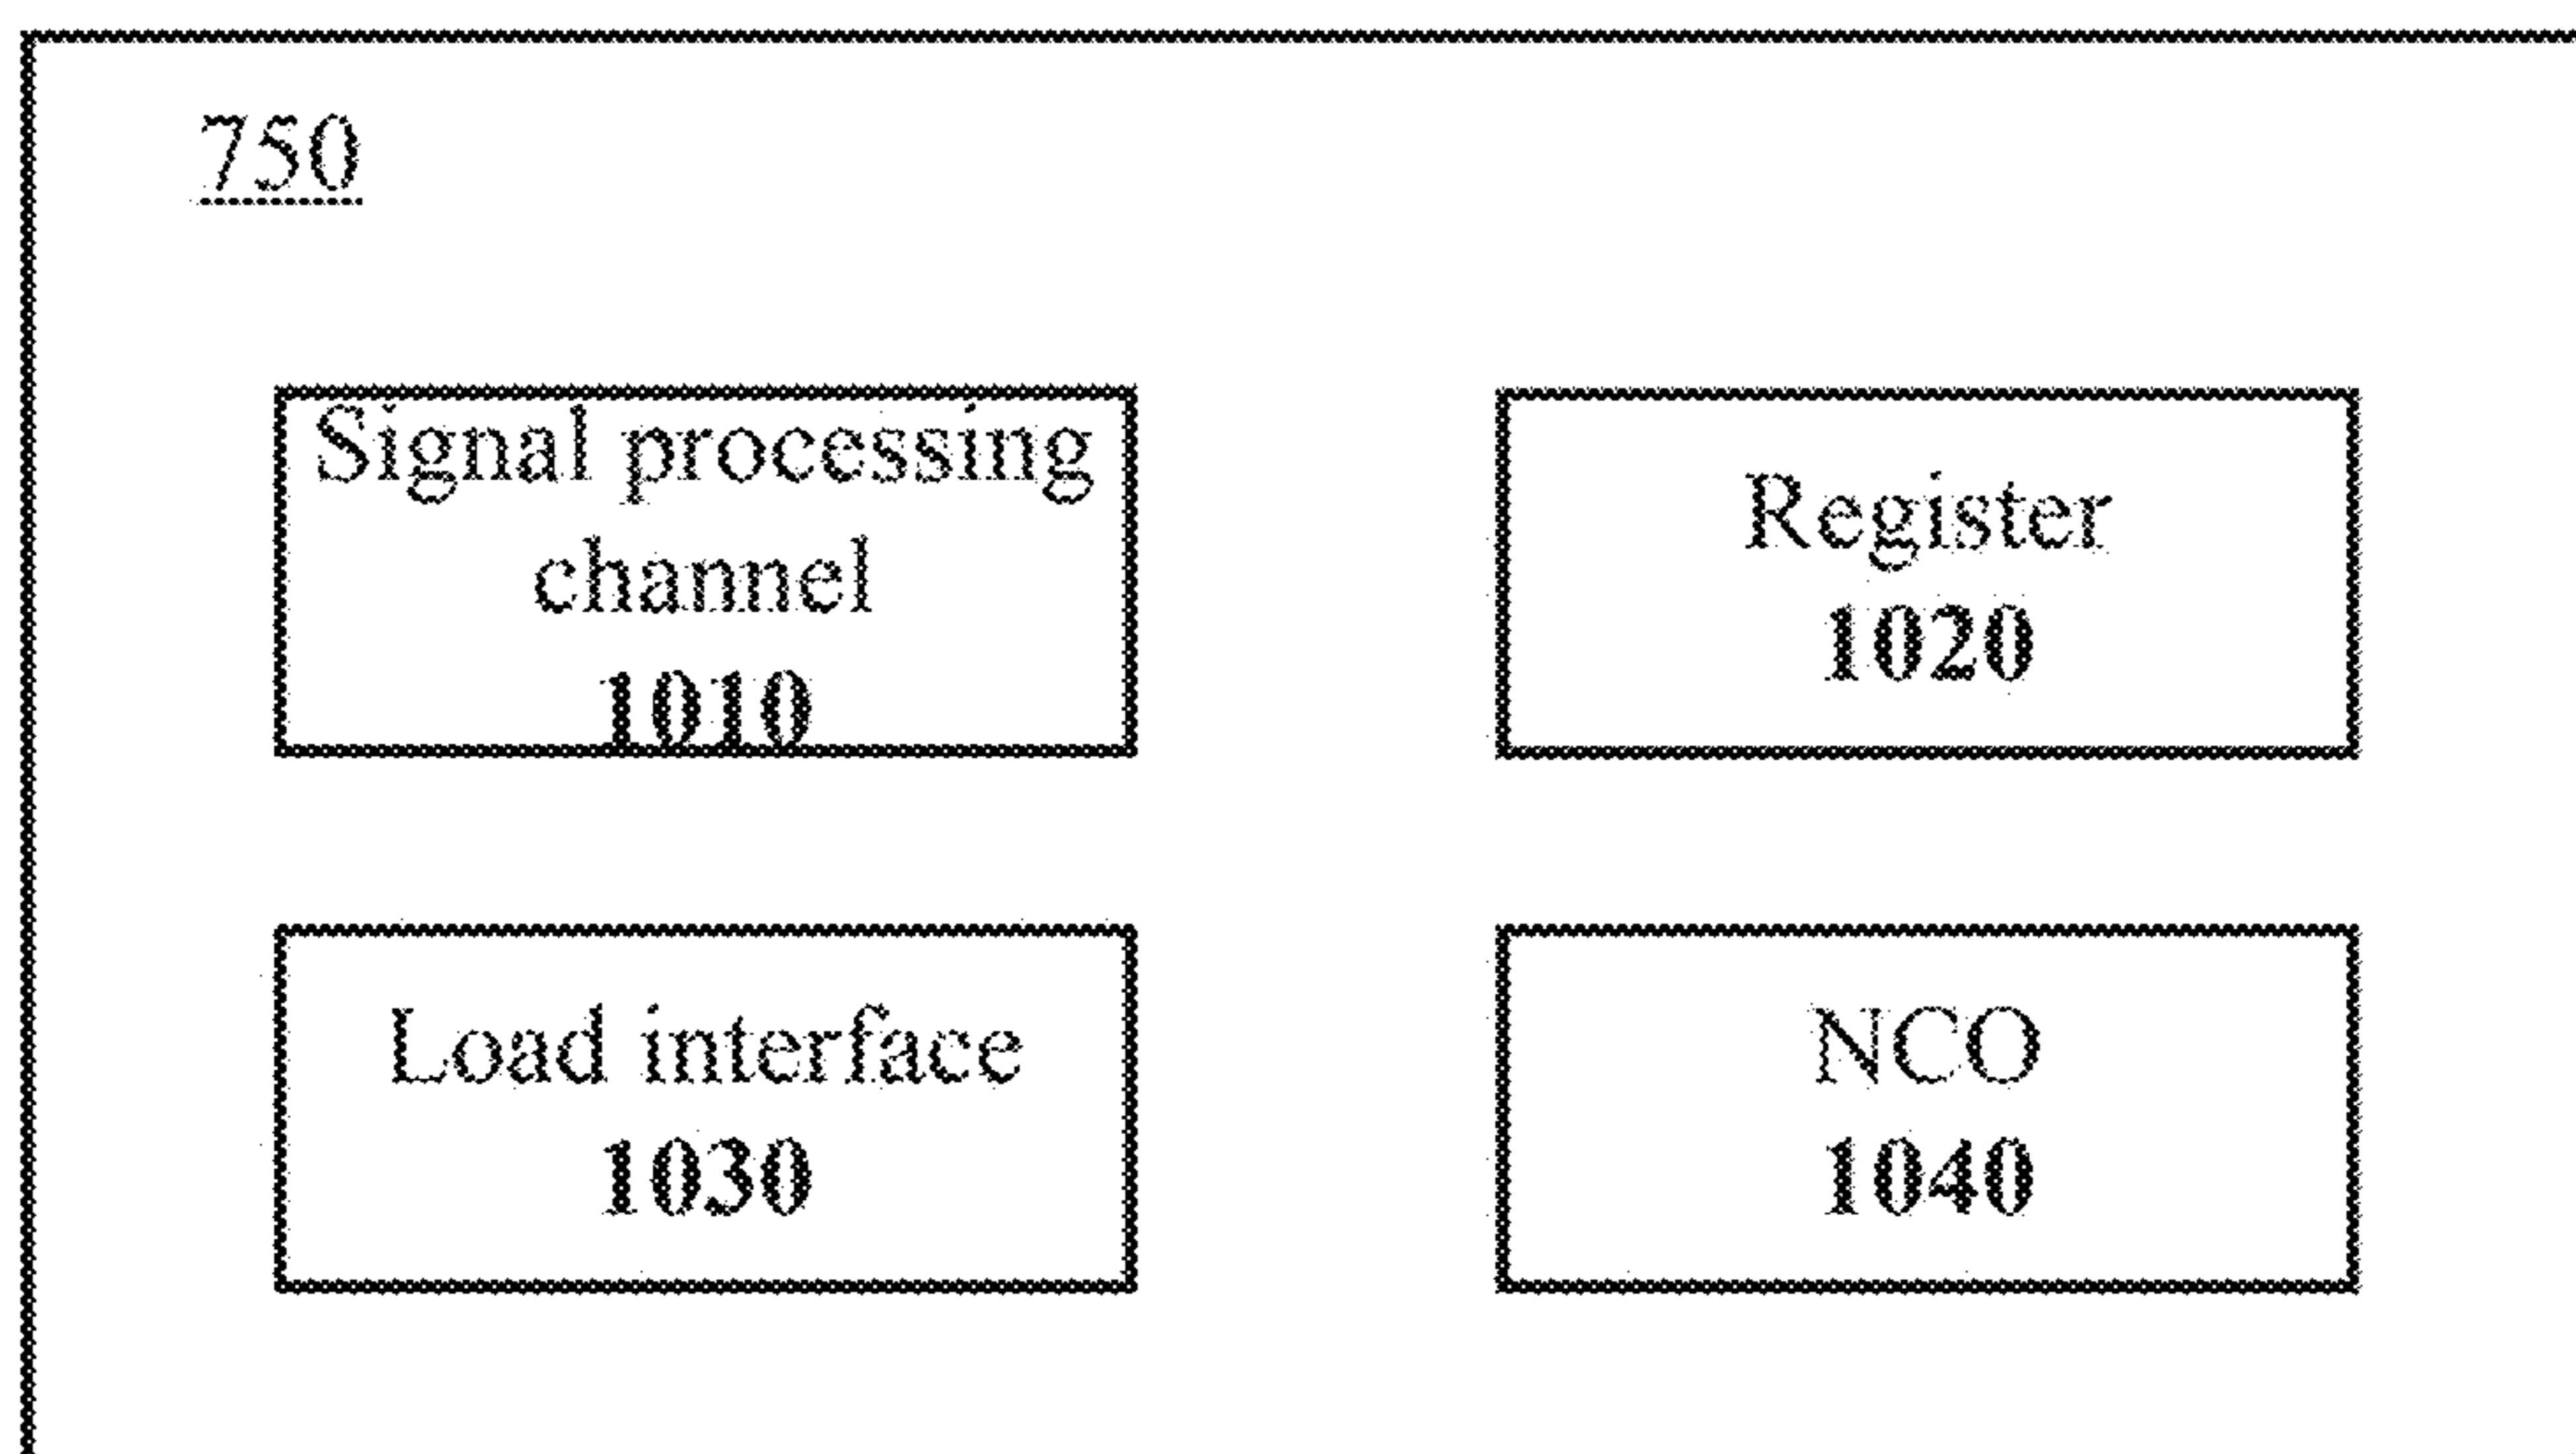 750
Signal processing
channel
1010
Register
1020
Load interface
1030
NCO
1040